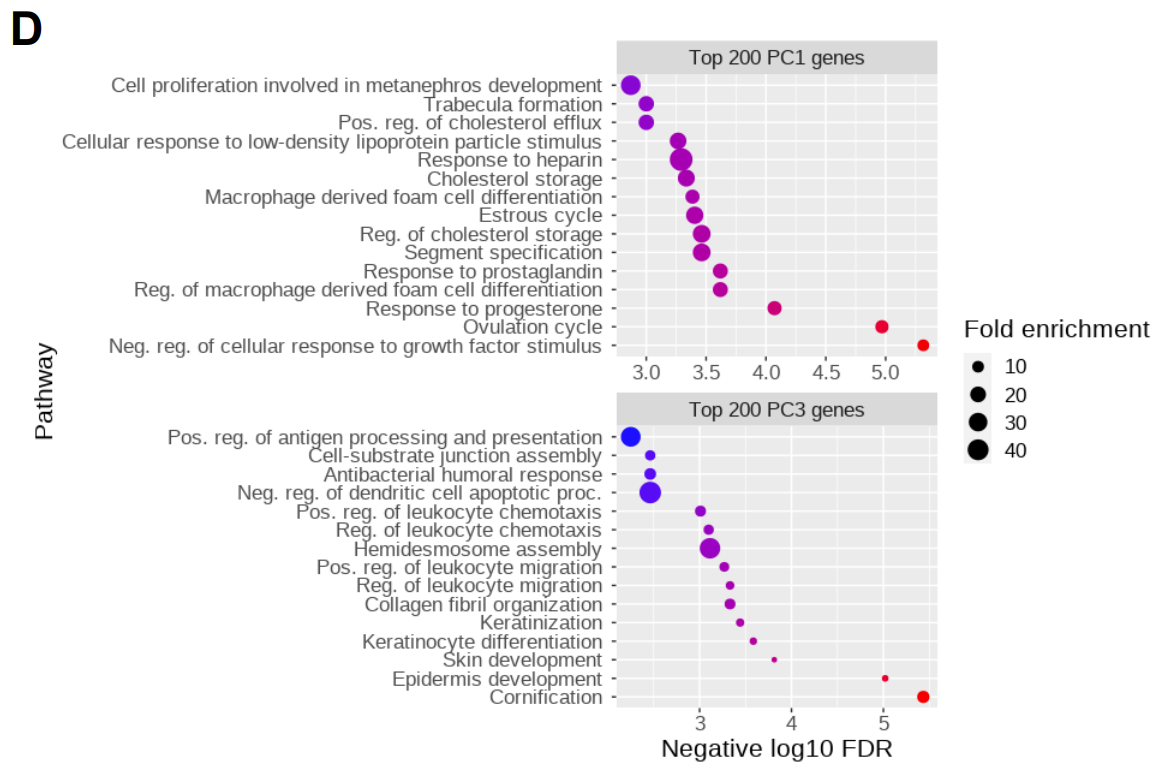 D
Top 200 PC1 genes
Cell proliferation involved in metanephros development
Trabecula formation
Pos. reg. of cholesterol efflux
Cellular response to low-density lipoprotein particle stimulus
Response to heparin
Cholesterol storage
Macrophage derived foam cell differentiation
Estrous cycle
Reg. of cholesterol storage
Segment specification
Response to prostaglandin
Reg. of macrophage derived foam cell differentiation
Response to progesterone
Ovulation cycle
Neg. reg. of cellular response to growth factor stimulus
3.0 3.5 4.0 4.5 5.0
Pathway
Top 200 PC3 genes
Pos. reg. of antigen processing and presentation
Cell-substrate junction assembly
Antibacterial humoral response
Neg. reg. of dendritic cell apoptotic proc.
Pos. reg. of leukocyte chemotaxis
Reg. of leukocyte chemotaxis
Hemidesmosome assembly
Pos. reg. of leukocyte migration
Reg. of leukocyte migration
Collagen fibril organization
Keratinization
Keratinocyte differentiation
Skin development
Epidermis development
Cornification
3 4 5
Negative log10 FDR
Fold enrichment
10
20
30
40